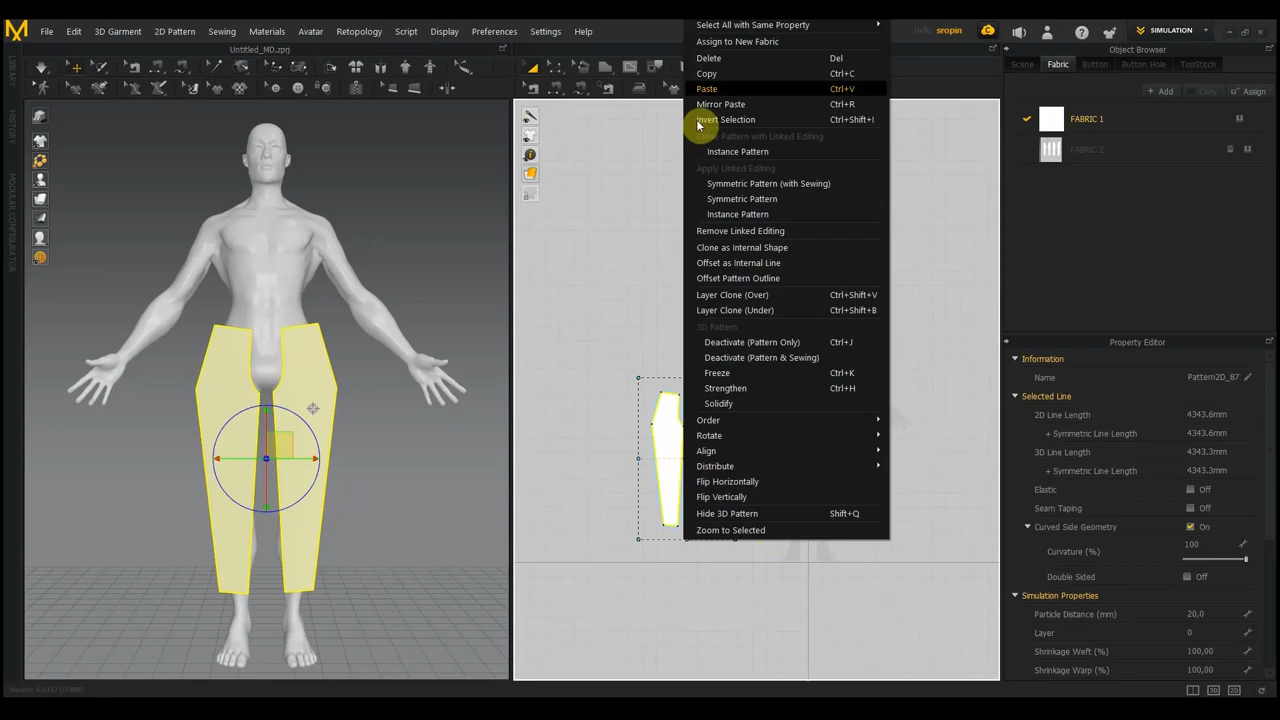 File Edit 3D Garment 2D Pattern Sewing Materials Avatar Retopology Script Display Preferences Settings Help
Hello, sropin
SIMULATION
Untitled_MD.zprj
Object Browser
Scene Fabric Button Button Hole TopStitch
+ Add Copy Assign
FABRIC 1
FABRIC 2
LIBRARY
HISTORY
MODULAR CONFIGURATOR
Select All with Same Property
Assign to New Fabric
Delete Del
Copy Ctrl+C
Paste Ctrl+V
Mirror Paste Ctrl+R
Invert Selection Ctrl+Shift+I
Clone Pattern with Linked Editing
Instance Pattern
Apply Linked Editing
Symmetric Pattern (with Sewing)
Symmetric Pattern
Instance Pattern
Remove Linked Editing
Clone as Internal Shape
Offset as Internal Line
Offset Pattern Outline
Layer Clone (Over) Ctrl+Shift+V
Layer Clone (Under) Ctrl+Shift+B
3D Pattern
Deactivate (Pattern Only) Ctrl+J
Deactivate (Pattern & Sewing)
Freeze Ctrl+K
Strengthen Ctrl+H
Solidify
Order
Rotate
Align
Distribute
Flip Horizontally
Flip Vertically
Hide 3D Pattern Shift+Q
Zoom to Selected
Property Editor
Information
Name Pattern2D_87
Selected Line
2D Line Length 4343.6mm
+ Symmetric Line Length 4343.6mm
3D Line Length 4343.3mm
+ Symmetric Line Length 4343.3mm
Elastic Off
Seam Taping Off
Curved Side Geometry On
Curvature (%) 100
Double Sided Off
Simulation Properties
Particle Distance (mm) 20,0
Layer 0
Shrinkage Weft (%) 100,00
Shrinkage Warp (%) 100,00